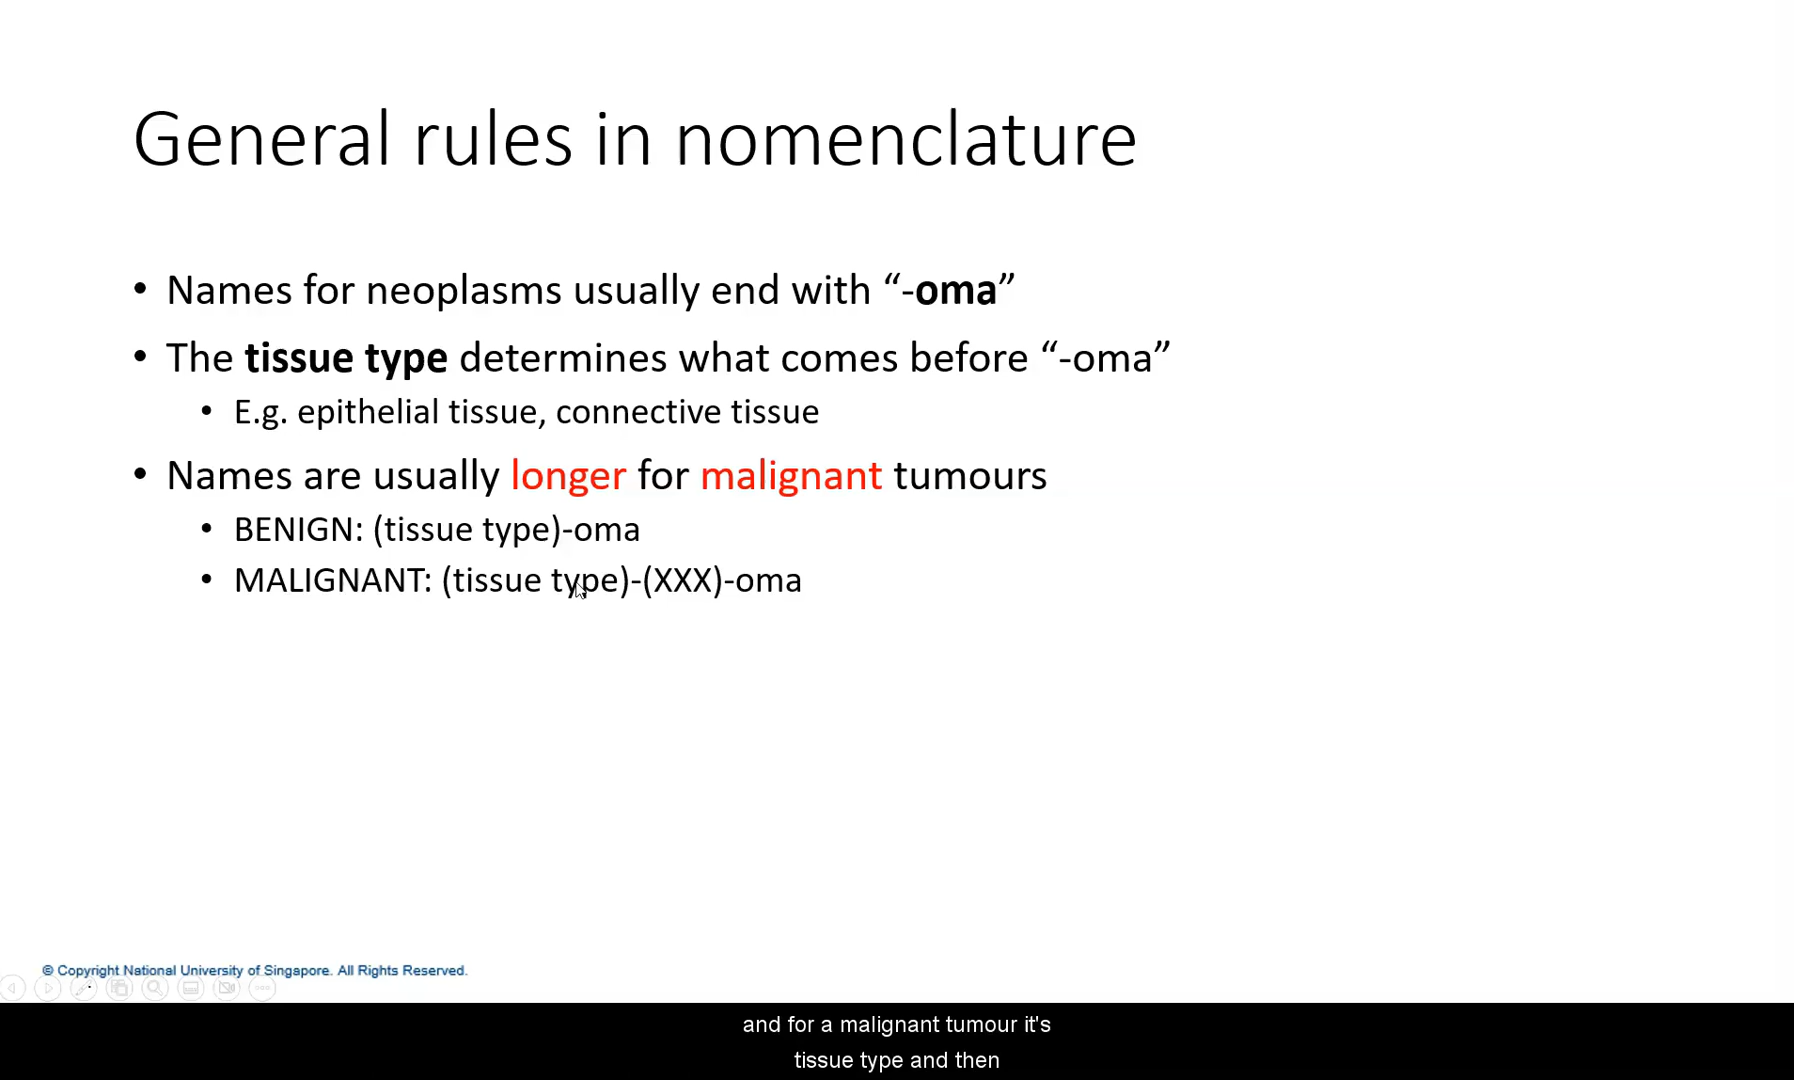 General rules in nomenclature
• Names for neoplasms usually end with “-oma”
• The tissue type determines what comes before “-oma”
• E.g. epithelial tissue, connective tissue
• Names are usually longer for malignant tumours
• BENIGN: (tissue type)-oma
• MALIGNANT: (tissue type)-(XXX)-oma
© Copyright National University of Singapore. All Rights Reserved.
and for a malignant tumour it's
tissue type and then